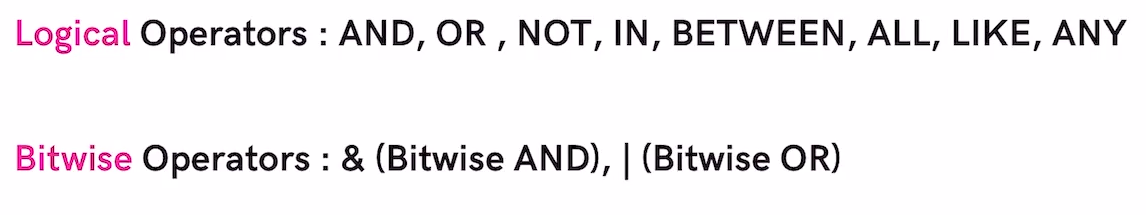 Logical Operators : AND, OR , NOT, IN, BETWEEN, ALL, LIKE, ANY
Bitwise Operators : & (Bitwise AND), | (Bitwise OR)